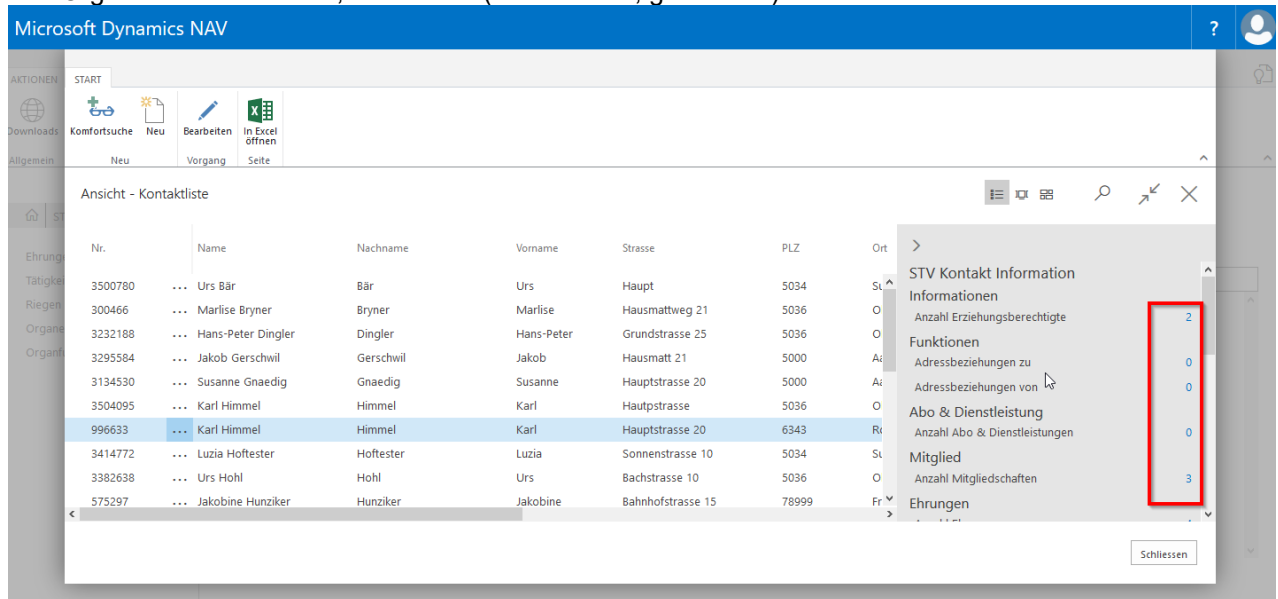 Microsoft Dynamics NAV ?
AKTIONEN START
Downloads Komfortsuche Neu Bearbeiten In Excel öffnen
Allgemein Neu Vorgang Seite
Ansicht - Kontaktliste
Nr. Name Nachname Vorname Strasse PLZ Ort
3500780 ... Urs Bär Bär Urs Haupt 5034
300466 ... Marlise Bryner Bryner Marlise Hausmattweg 21 5036 O
3232188 ... Hans-Peter Dingler Dingler Hans-Peter Grundstrasse 25 5036 O
3295584 ... Jakob Gerschwil Gerschwil Jakob Hausmatt 21 5000
3134530 ... Susanne Gnaedig Gnaedig Susanne Hauptstrasse 20 5000
3504095 ... Karl Himmel Himmel Karl Hautpstrasse 5036 O
996633 ... Karl Himmel Himmel Karl Hauptstrasse 20 6343
3414772 ... Luzia Hoftester Hoftester Luzia Sonnenstrasse 10 5034
3382638 ... Urs Hohl Hohl Urs Bachstrasse 10 5036 O
575297 ... Jakobine Hunziker Hunziker Jakobine Bahnhofstrasse 15 78999 Fr
STV Kontakt Information
Informationen
Anzahl Erziehungsberechtigte 2
Funktionen
Adressbeziehungen zu 0
Adressbeziehungen von 0
Abo & Dienstleistung
Anzahl Abo & Dienstleistungen 0
Mitglied
Anzahl Mitgliedschaften 3
Ehrungen
Schliessen